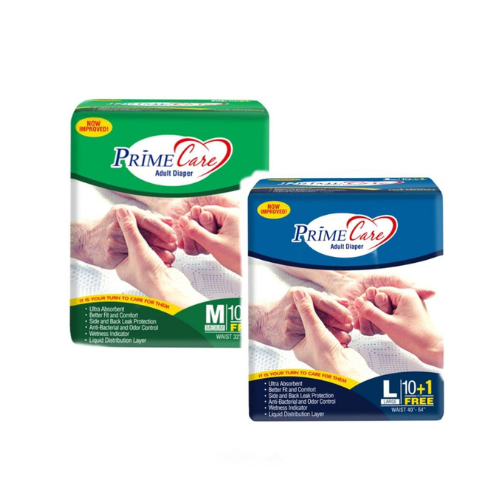 NOW
IMPROVED!
PRIME Care
Adult Diaper
IT IS YOUR TURN TO CARE FOR THEM
• Ultra Absorbent
• Better Fit and Comfort
• Side and Back Leak Protection
• Anti-Bacterial and Odor Control
• Wetness Indicator
• Liquid Distribution Layer
M 10
MEDIUM
WAIST 32"
NOW
IMPROVED!
PRIME Care
Adult Diaper
IT IS YOUR TURN TO CARE FOR THEM
• Ultra Absorbent
• Better Fit and Comfort
• Side and Back Leak Protection
• Anti-Bacterial and Odor Control
• Wetness Indicator
• Liquid Distribution Layer
L 10+1
LARGE FREE
WAIST 40"- 54"